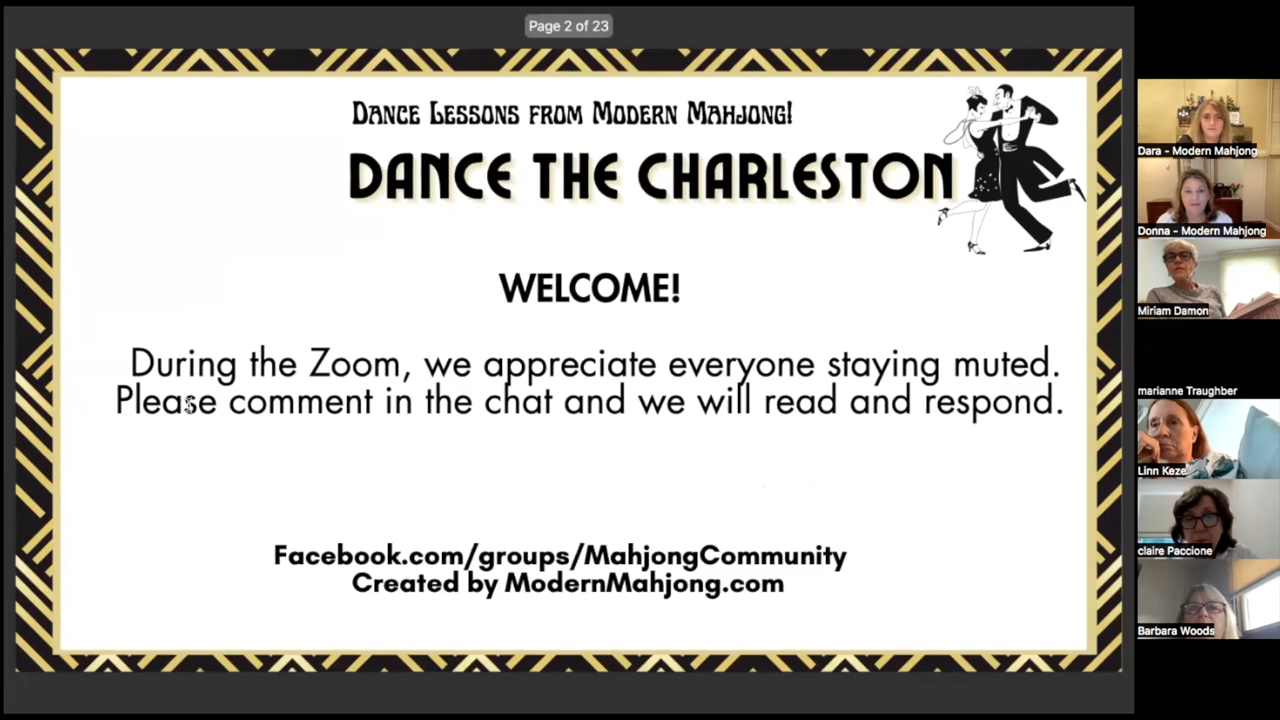 Page 2 of 23
Dance Lessons from Modern Mahjong!
DANCE THE CHARLESTON
WELCOME!
During the Zoom, we appreciate everyone staying muted.
Please comment in the chat and we will read and respond.
Facebook.com/groups/MahjongCommunity
Created by ModernMahjong.com
Dara - Modern Mahjong
Donna - Modern Mahjong
Miriam Damon
marianne Traughber
Linn Keze
claire Paccione
Barbara Woods